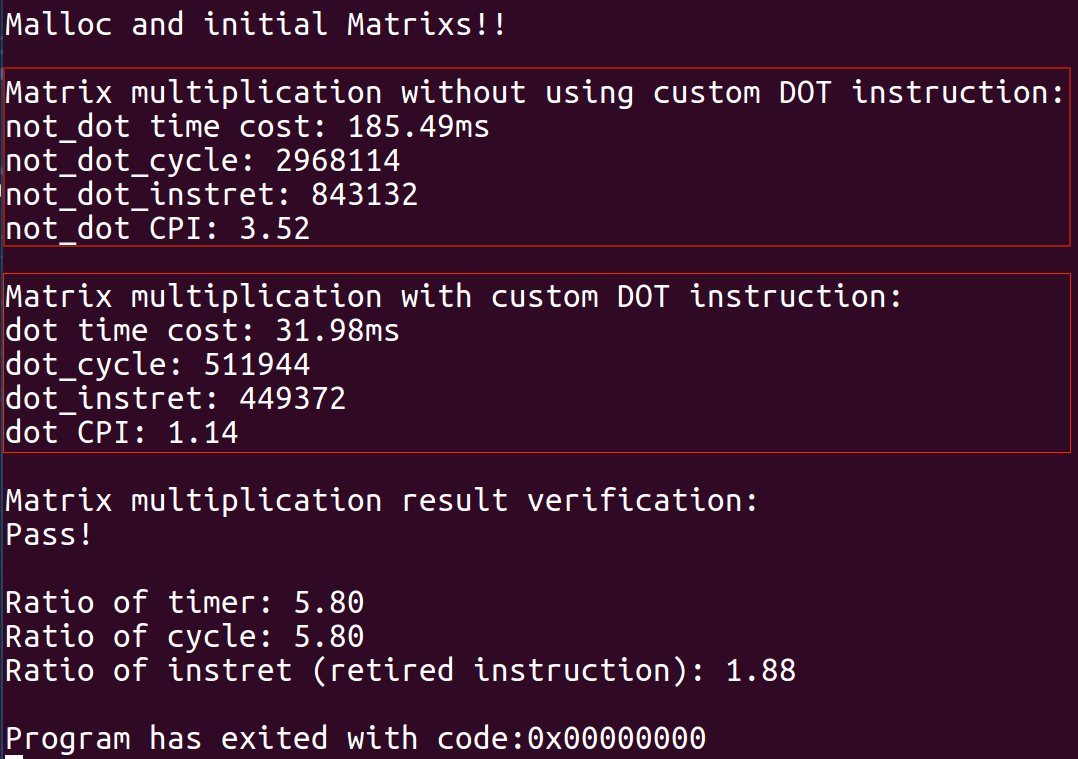 Malloc and initial Matrixs!!
Matrix multiplication without using custom DOT instruction:
not_dot time cost: 185.49ms
not_dot_cycle: 2968114
not_dot_instret: 843132
not_dot CPI: 3.52
Matrix multiplication with custom DOT instruction:
dot time cost: 31.98ms
dot_cycle: 511944
dot_instret: 449372
dot CPI: 1.14
Matrix multiplication result verification:
Pass!
Ratio of timer: 5.80
Ratio of cycle: 5.80
Ratio of instret (retired instruction): 1.88
Program has exited with code:0x00000000